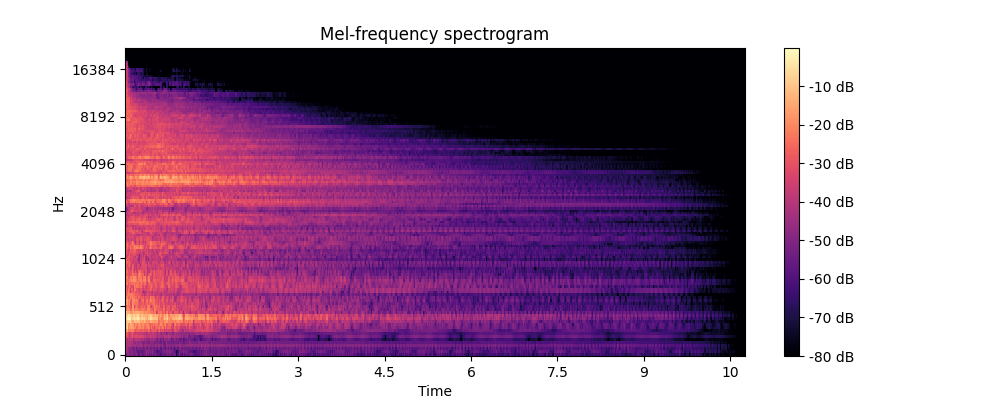 Mel-frequency spectrogram
16384
8192
4096
2048
1024
512
0
Hz
0 1.5 3 4.5 6 7.5 9 10
Time
-10 dB
-20 dB
-30 dB
-40 dB
-50 dB
-60 dB
-70 dB
-80 dB